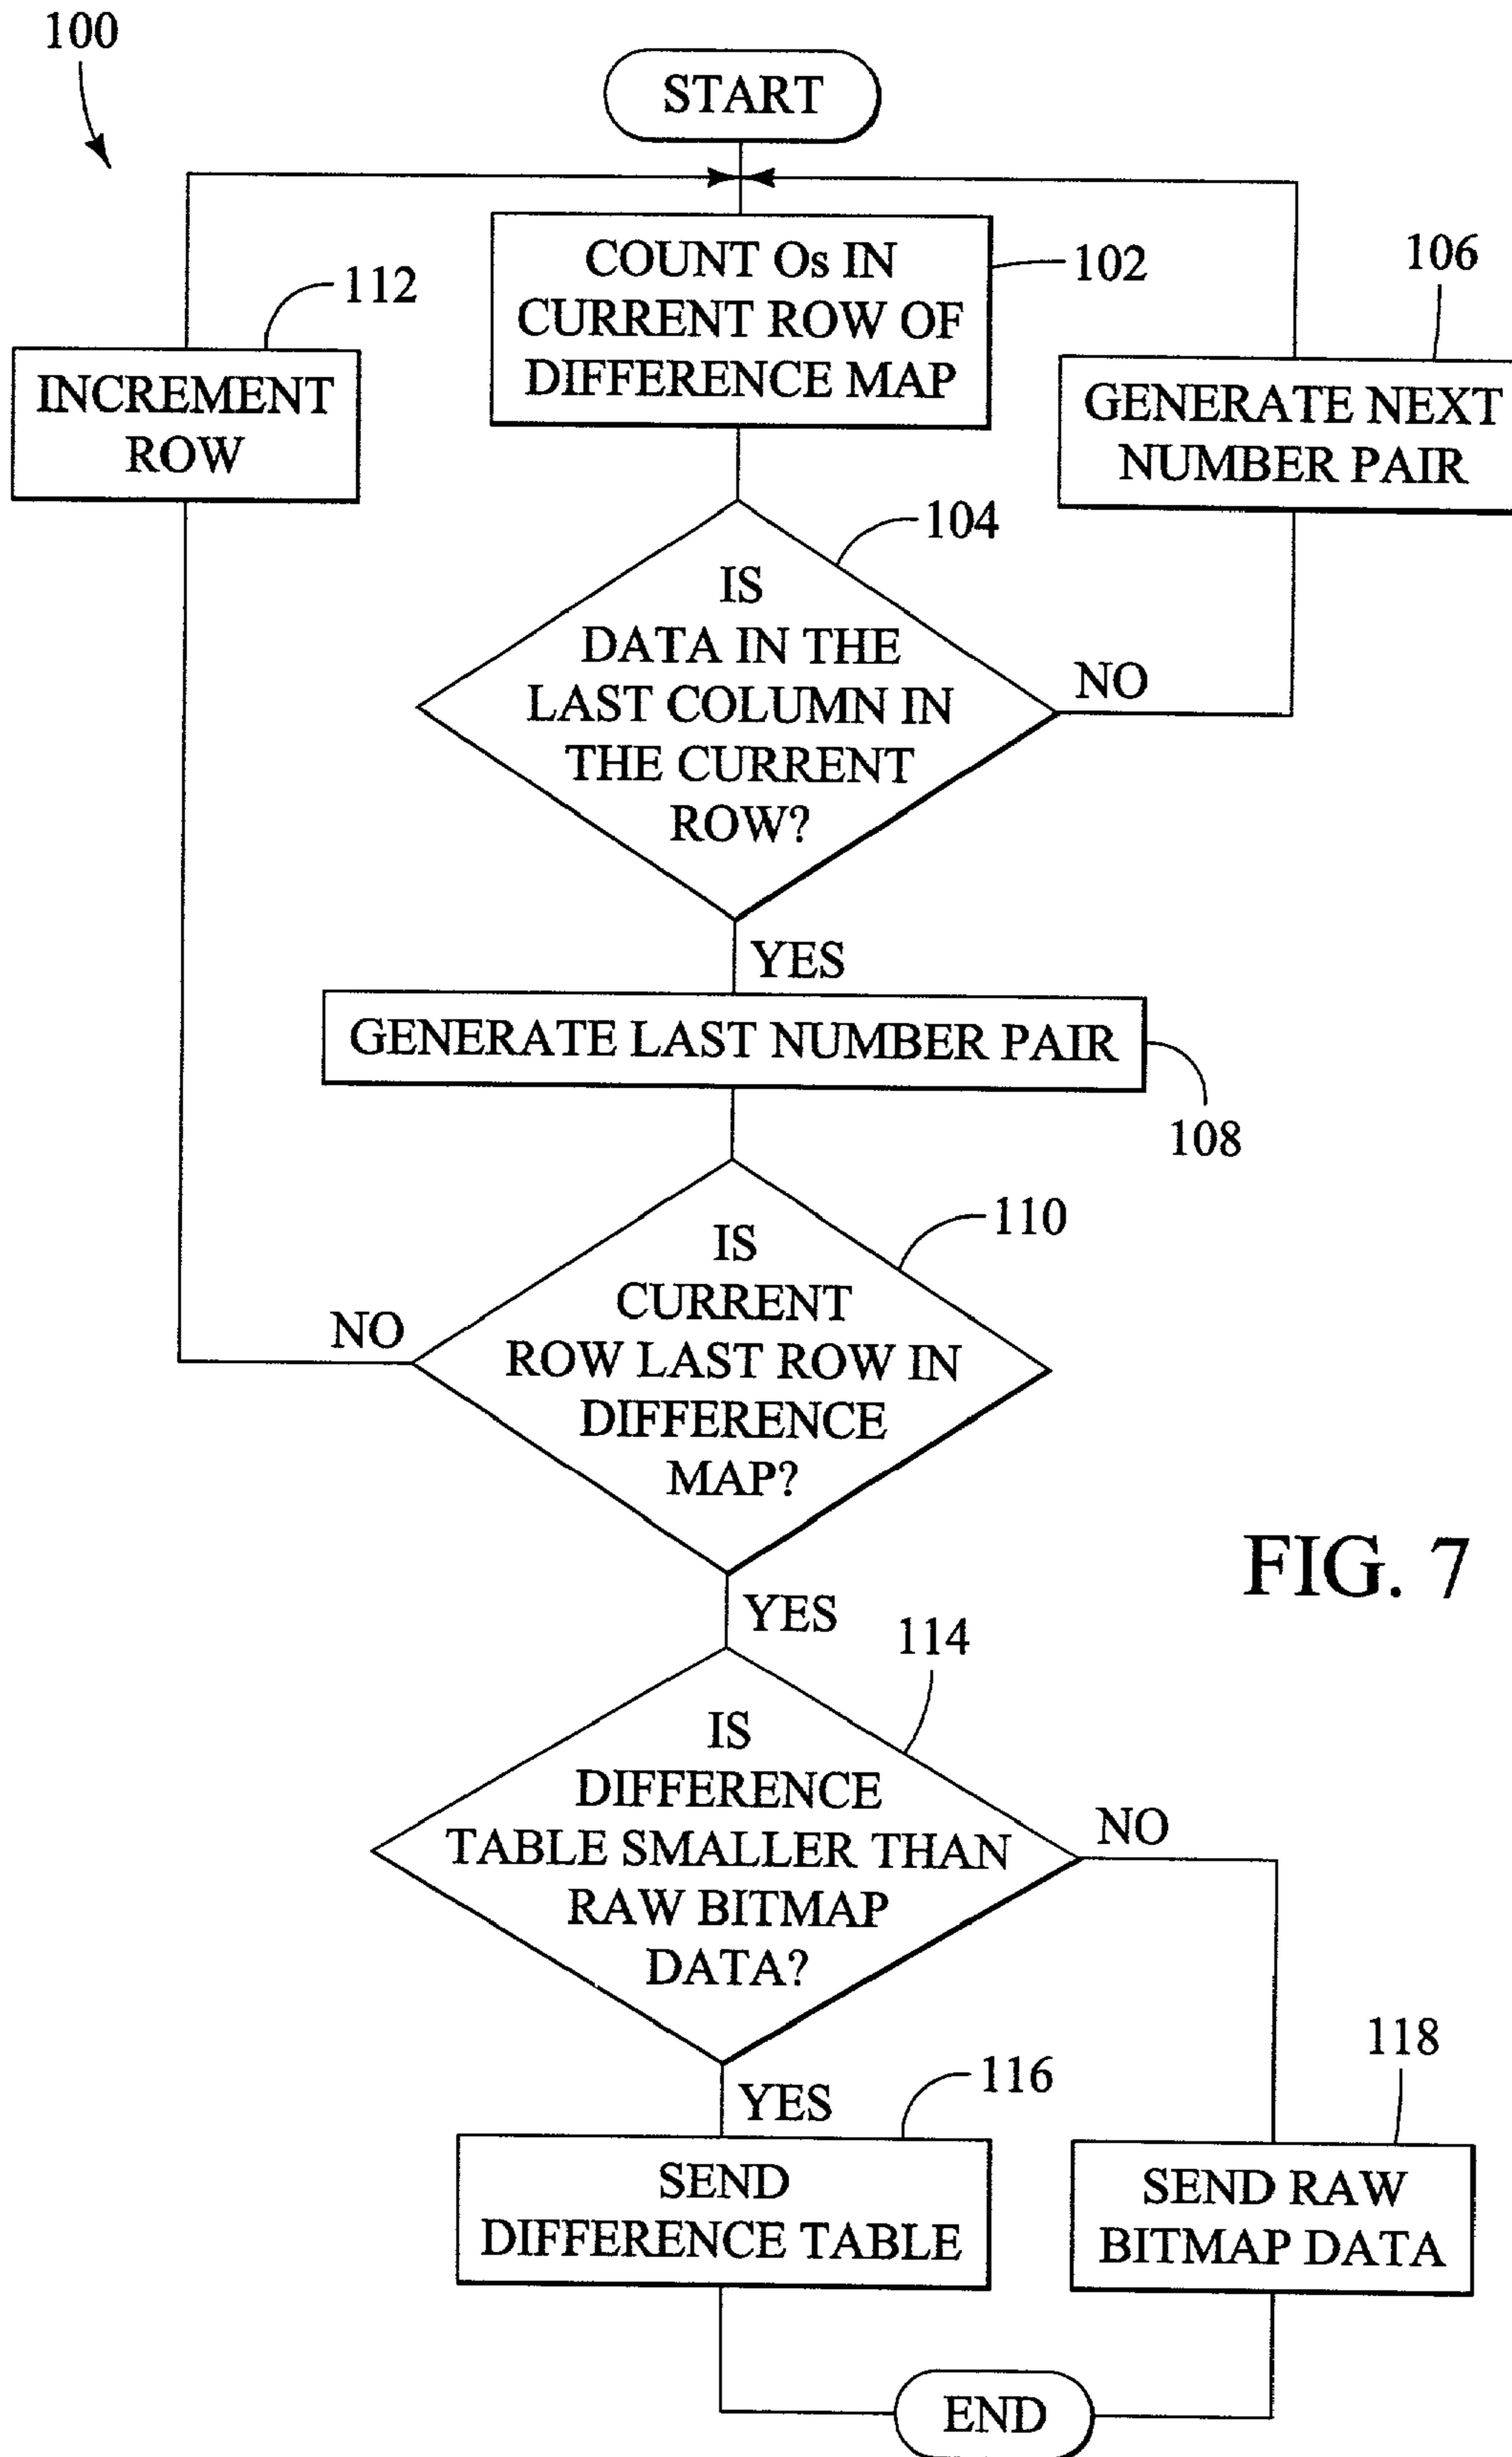 100
START
COUNT Os IN
CURRENT ROW OF
DIFFERENCE MAP
102
106
112
INCREMENT
ROW
GENERATE NEXT
NUMBER PAIR
104
IS
DATA IN THE
LAST COLUMN IN
THE CURRENT
ROW?
NO
YES
GENERATE LAST NUMBER PAIR
108
110
IS
CURRENT
ROW LAST ROW IN
DIFFERENCE
MAP?
NO
YES
FIG. 7
114
IS
DIFFERENCE
TABLE SMALLER THAN
RAW BITMAP
DATA?
NO
YES
116
118
SEND
DIFFERENCE TABLE
SEND RAW
BITMAP DATA
END